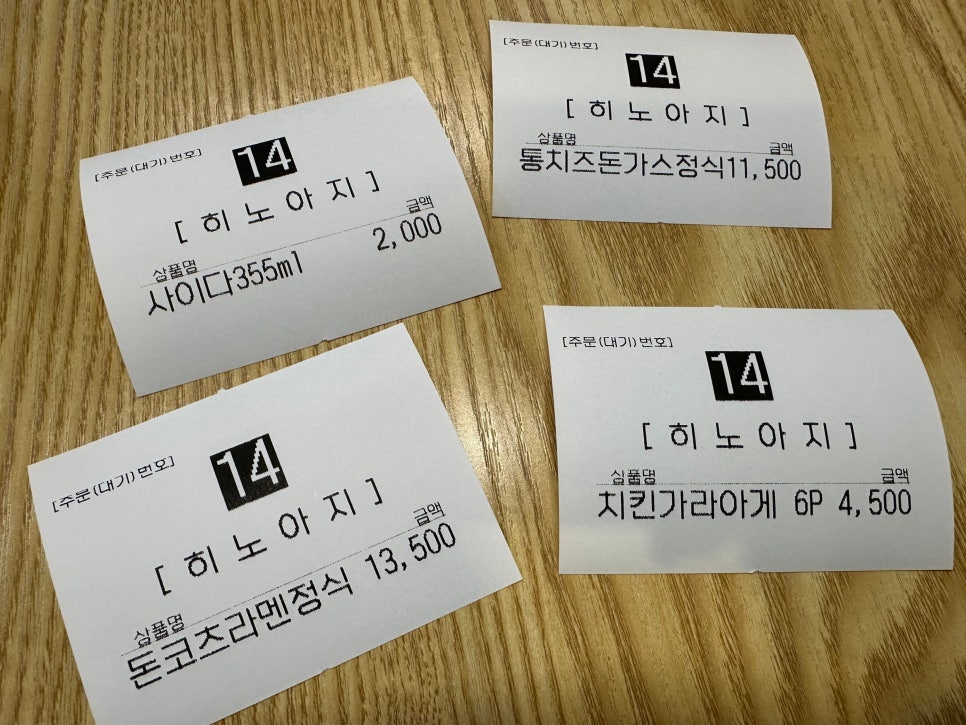 [주문(대기)번호]
14
[ 히 노 아 지 ]
상품명 금액
사이다355ml 2,000
[주문(대기)번호]
14
[ 히 노 아 지 ]
상품명 금액
통치즈돈가스정식11,500
[주문(대기)번호]
14
[ 히 노 아 지 ]
상품명 금액
돈코츠라멘정식 13,500
[주문(대기)번호]
14
[ 히 노 아 지 ]
상품명 금액
치킨가라아게 6P 4,500